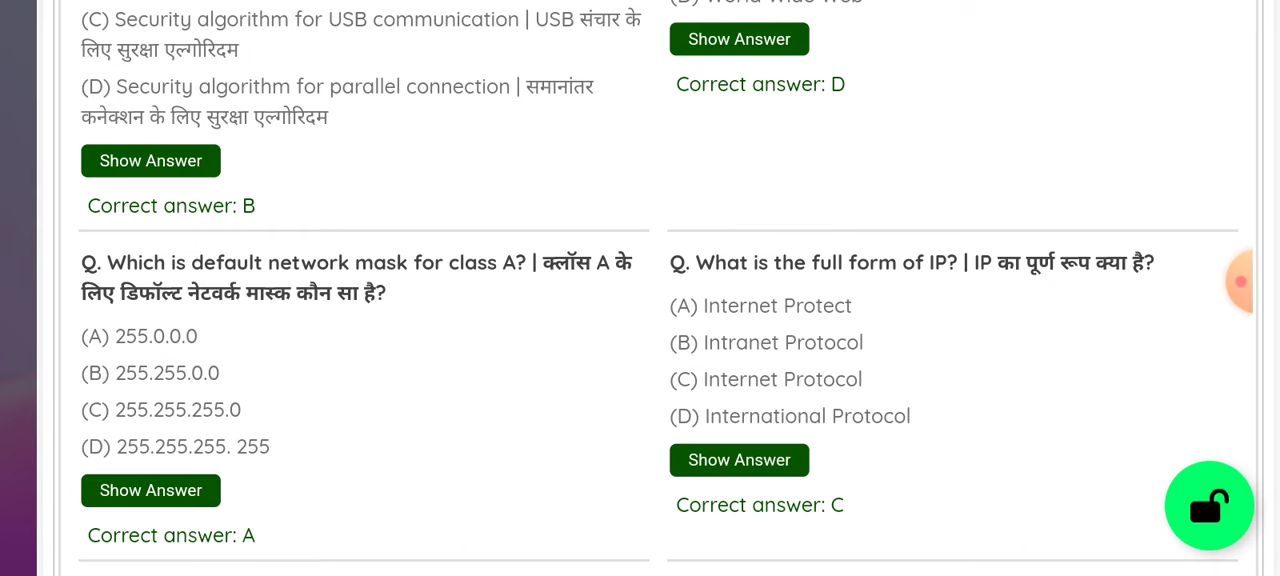 (C) Security algorithm for USB communication | USB संचार के
लिए सुरक्षा एल्गोरिदम
(D) Security algorithm for parallel connection | समानांतर
कनेक्शन के लिए सुरक्षा एल्गोरिदम
Show Answer
Correct answer: B
(D) World Wide Web
Show Answer
Correct answer: D
Q. Which is default network mask for class A? | क्लॉस A के
लिए डिफॉल्ट नेटवर्क मास्क कौन सा है?
(A) 255.0.0.0
(B) 255.255.0.0
(C) 255.255.255.0
(D) 255.255.255. 255
Show Answer
Correct answer: A
Q. What is the full form of IP? | IP का पूर्ण रूप क्या है?
(A) Internet Protect
(B) Intranet Protocol
(C) Internet Protocol
(D) International Protocol
Show Answer
Correct answer: C